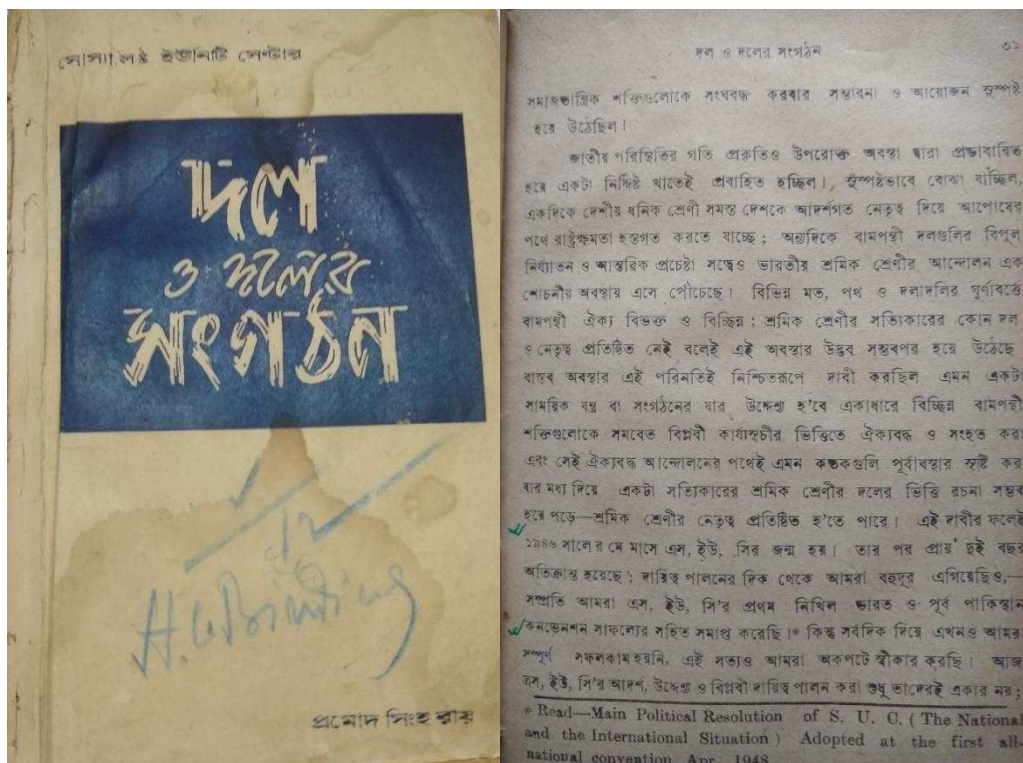 সোস্যালিষ্ট ইউনিটি সেন্টার
দল
ও দলের
সংগঠন
প্রমোদ সিংহ রায়
দল ও দলের সংগঠন
৩১
সমাজতান্ত্রিক শক্তিগুলোকে সংঘবদ্ধ করবার সম্ভাবনা ও আয়োজন সুস্পষ্ট
হয়ে উঠেছিল।
জাতীয় পরিস্থিতির গতি প্রকৃতিও উপরোক্ত অবস্থা দ্বারা প্রভাবান্বিত
হয়ে একটা নির্দ্দিষ্ট খাতেই প্রবাহিত হচ্ছিল। সুস্পষ্টভাবে বোঝা যাচ্ছিল,
একদিকে দেশীয় ধনিক শ্রেণী সমস্ত দেশকে আদর্শগত নেতৃত্ব দিয়ে আপোষের
পথে রাষ্ট্রক্ষমতা হস্তগত করতে যাচ্ছে; অন্যদিকে বামপন্থী দলগুলির বিপুল
নির্য্যাতন ও আন্তরিক প্রচেষ্টা সত্ত্বেও ভারতীয় শ্রমিক শ্রেণীর আন্দোলন এক
শোচনীয় অবস্থায় এসে পৌঁচেছে। বিভিন্ন মত, পথ ও দলাদলির ঘুর্ণাবর্ত্তে
বামপন্থী ঐক্য বিভক্ত ও বিচ্ছিন্ন; শ্রমিক শ্রেণীর সত্যিকারের কোন দল
ও নেতৃত্ব প্রতিষ্ঠিত নেই বলেই এই অবস্থার উদ্ভব সম্ভবপর হয়ে উঠেছে
বাস্তব অবস্থার এই পরিনতিই নিশ্চিতরূপে দাবী করছিল এমন একটা
সাময়িক যন্ত্র বা সংগঠনের যার উদ্দেশ্য হ'বে একাধারে বিচ্ছিন্ন বামপন্থী
শক্তিগুলোকে সমবেত বিপ্লবী কার্য্যসূচীর ভিত্তিতে ঐক্যবদ্ধ ও সংহত করা
এবং সেই ঐক্যবদ্ধ আন্দোলনের পথেই এমন কতকগুলি পূর্বাবস্থার সৃষ্টি কর
বার মধ্য দিয়ে একটা সত্যিকারের শ্রমিক শ্রেণীর দলের ভিত্তি রচনা সম্ভব
হয়ে পড়ে—শ্রমিক শ্রেণীর নেতৃত্ব প্রতিষ্ঠিত হ'তে পারে। এই দাবীর ফলেই
১৯৪৬ সালের মে মাসে এস, ইউ, সির জন্ম হয়। তার পর প্রায় দুই বছর
অতিক্রান্ত হয়েছে; দায়িত্ব পালনের দিক থেকে আমরা বহুদূর এগিয়েছিও,—
সম্প্রতি আমরা এস, ইউ, সি'র প্রথম নিখিল ভারত ও পূর্ব পাকিস্থান
কনভেনশন সাফল্যের সহিত সমাপ্ত করেছি।* কিন্তু সর্বদিক দিয়ে এখনও আমরা
সম্পূর্ণ সফলকাম হয়নি, এই সত্যও আমরা অকপটে স্বীকার করছি। আজ
এস, ইউ, সি'র আদর্শ, উদ্দেশ্য ও বিপ্লবী দায়িত্ব পালন করা শুধু তাদেরই একার নয়;
* Read—Main Political Resolution of S. U. C. ( The National
and the International Situation ) Adopted at the first all-
national convention, Apr. 1948